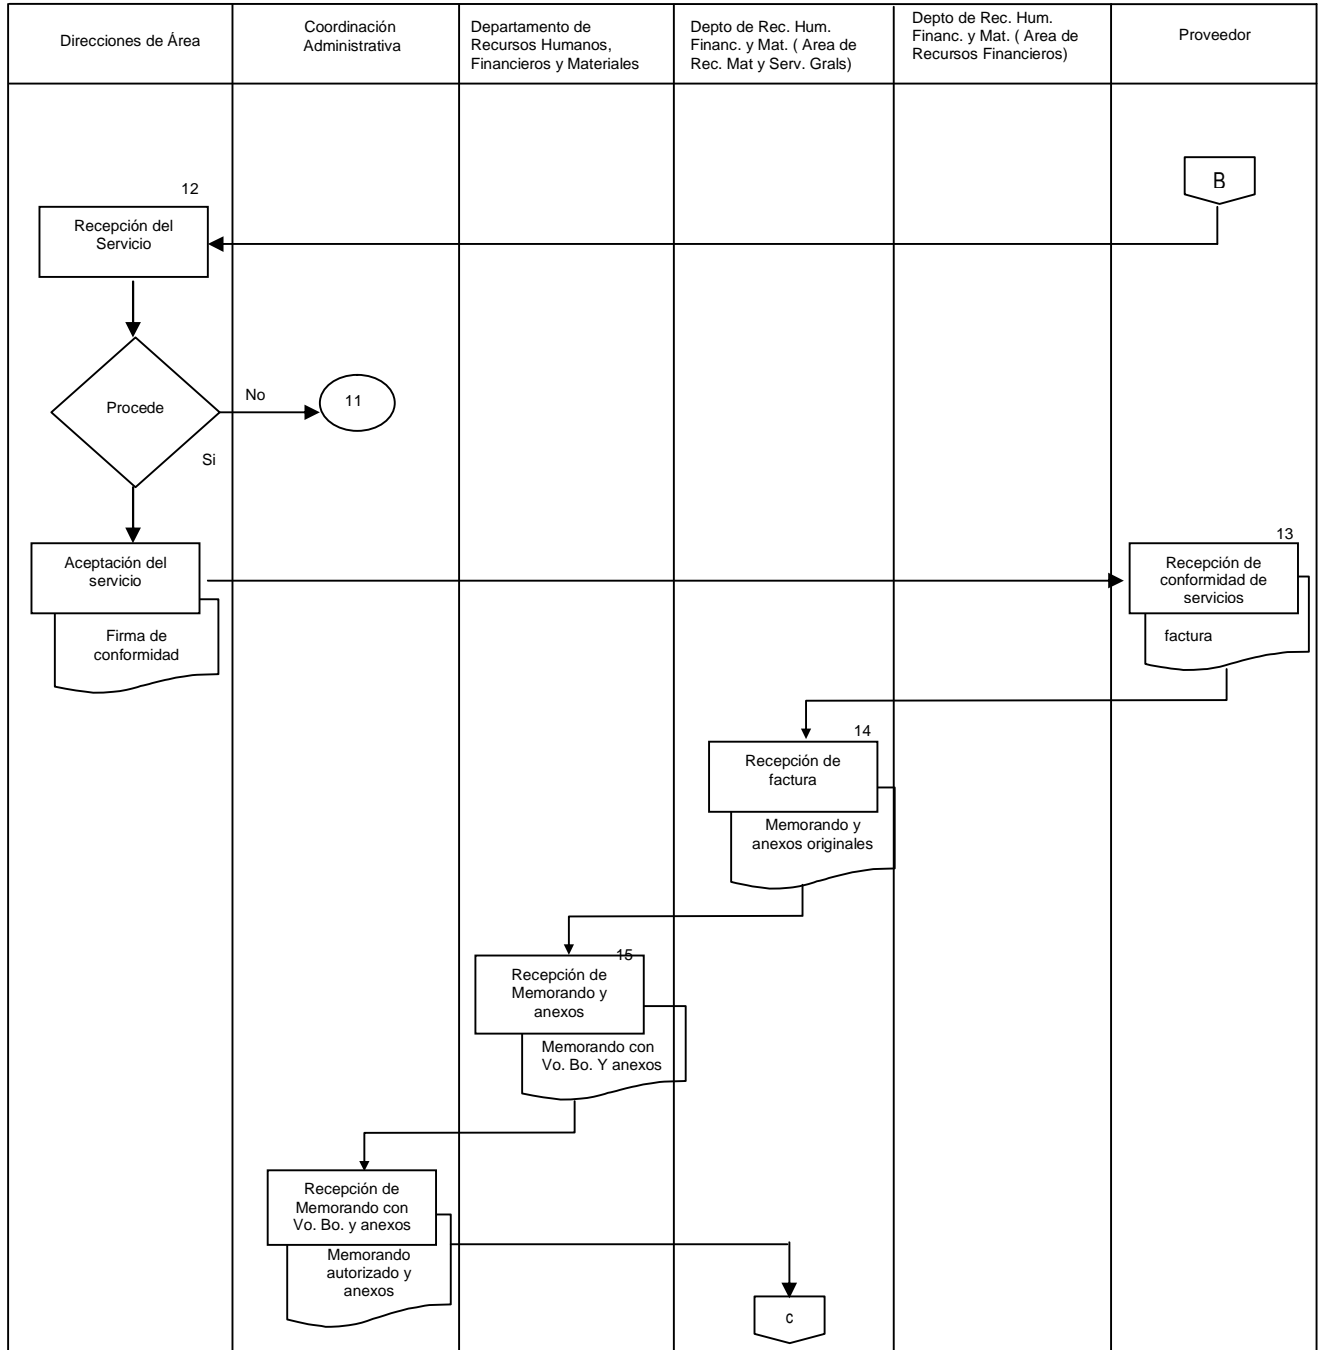 Direcciones de Área
Coordinación
Administrativa
Departamento de
Recursos Humanos,
Financieros y Materiales
Depto de Rec. Hum.
Financ. y Mat. ( Area de
Rec. Mat y Serv. Grals)
Depto de Rec. Hum.
Financ. y Mat. ( Area de
Recursos Financieros)
Proveedor
B
12
Recepción del
Servicio
Procede
No
11
Si
Aceptación del
servicio
Firma de
conformidad
13
Recepción de
conformidad de
servicios
factura
14
Recepción de
factura
Memorando y
anexos originales
15
Recepción de
Memorando y
anexos
Memorando con
Vo. Bo. Y anexos
Recepción de
Memorando con
Vo. Bo. y anexos
Memorando
autorizado y
anexos
c